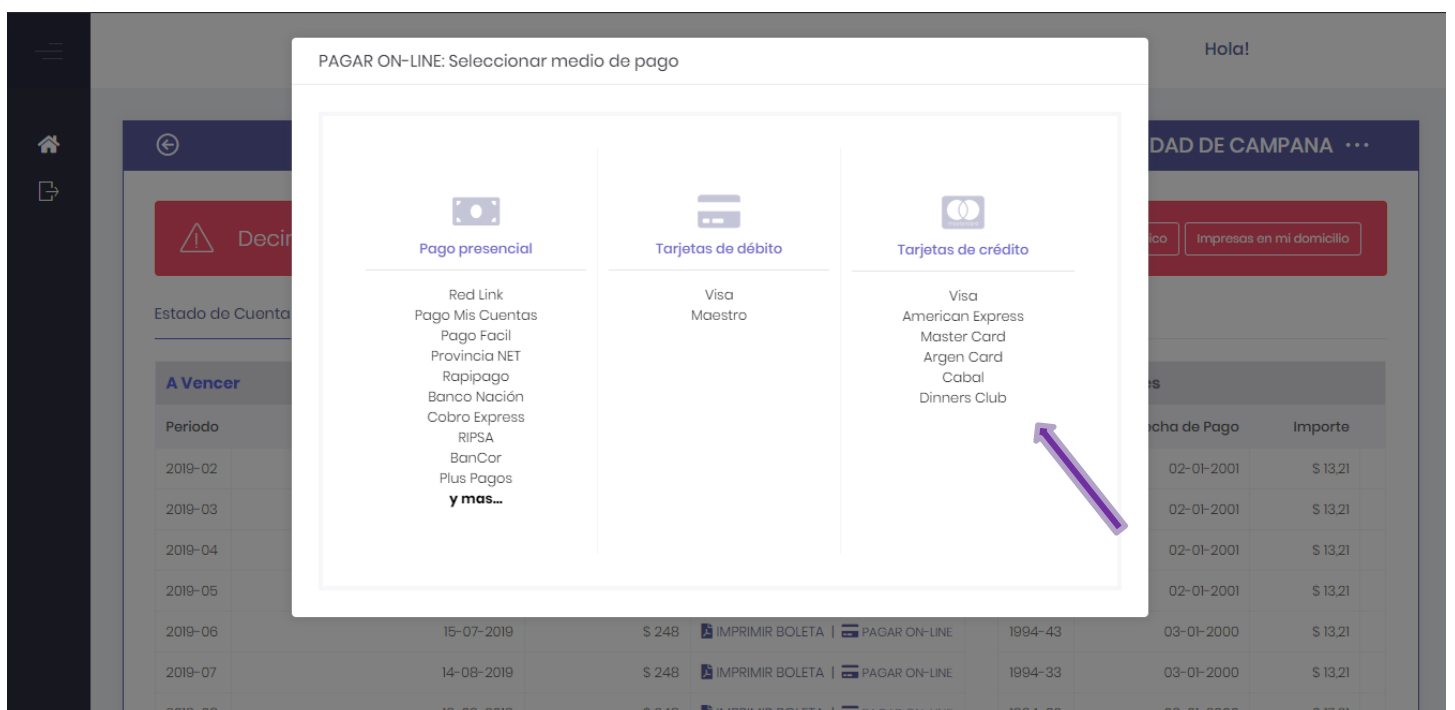 Hola!
PAGAR ON-LINE: Seleccionar medio de pago
DAD DE CAMPANA ...
Decir
ico
Impresas en mi domicilio
Pago presencial
Red Link
Pago Mis Cuentas
Pago Facil
Provincia NET
Rapipago
Banco Nación
Cobro Express
RIPSA
BanCor
Plus Pagos
y mas...
Tarjetas de débito
Visa
Maestro
Tarjetas de crédito
Visa
American Express
Master Card
Argen Card
Cabal
Dinners Club
Estado de Cuenta
A Vencer
es
Periodo
echa de Pago Importe
2019-02 02-01-2001 $ 13,21
2019-03 02-01-2001 $ 13,21
2019-04 02-01-2001 $ 13,21
2019-05 02-01-2001 $ 13,21
2019-06 15-07-2019 $ 248 IMPRIMIR BOLETA | PAGAR ON-LINE 1994-43 03-01-2000 $ 13,21
2019-07 14-08-2019 $ 248 IMPRIMIR BOLETA | PAGAR ON-LINE 1994-33 03-01-2000 $ 13,21